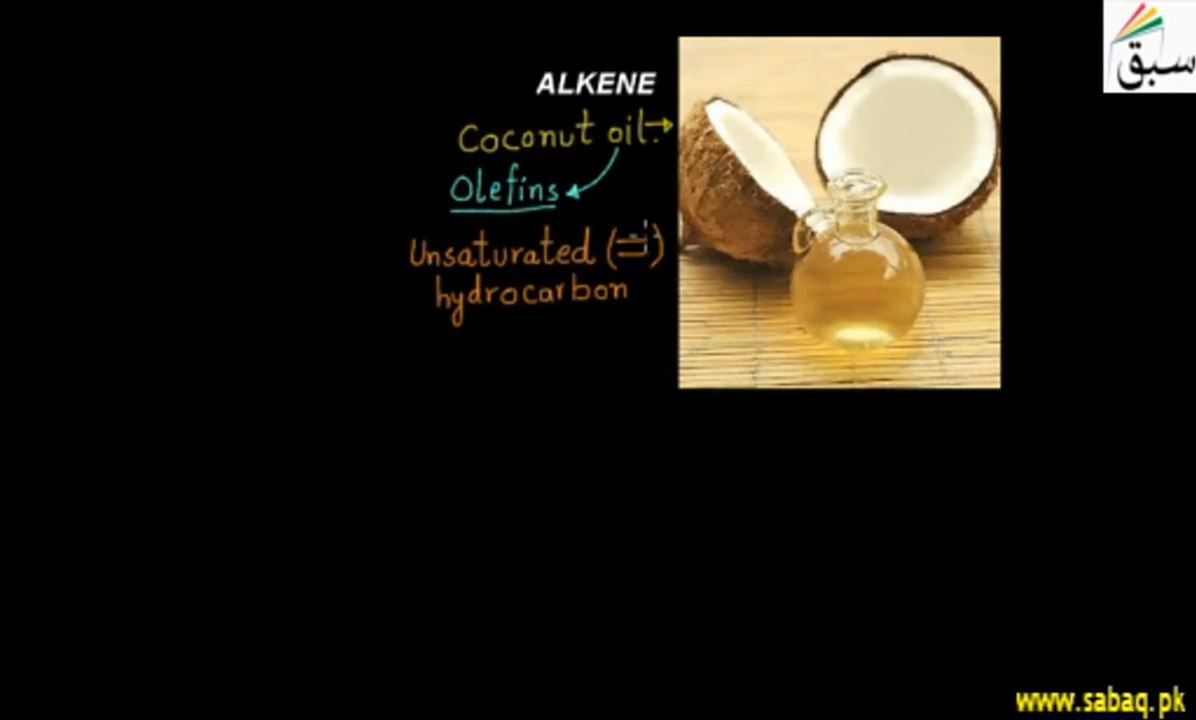 سبق
ALKENE
Coconut oil.→
Olefins
Unsaturated (=)
hydrocarbon
www.sabaq.pk